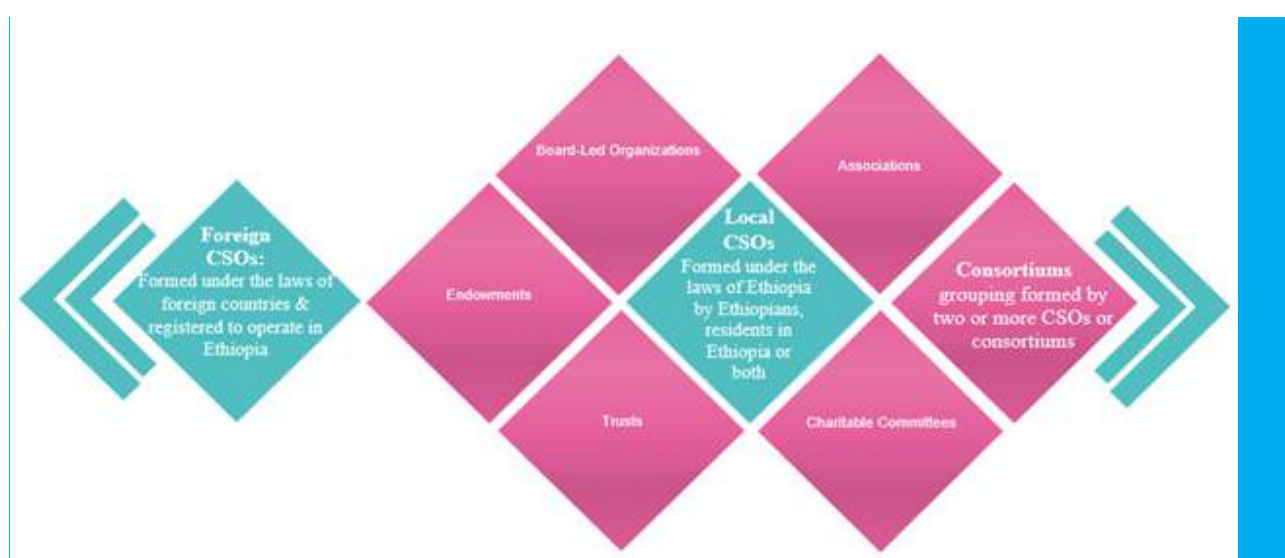 Foreign
CSOs:
Formed under the laws of
foreign countries &
registered to operate in
Ethiopia
Board-Led Organizations
Endowments
Trusts
Local
CSOs
Formed under the
laws of Ethiopia
by Ethiopians,
residents in
Ethiopia or
both
Associations
Consortiums
grouping formed by
two or more CSOs or
consortiums
Charitable Committees